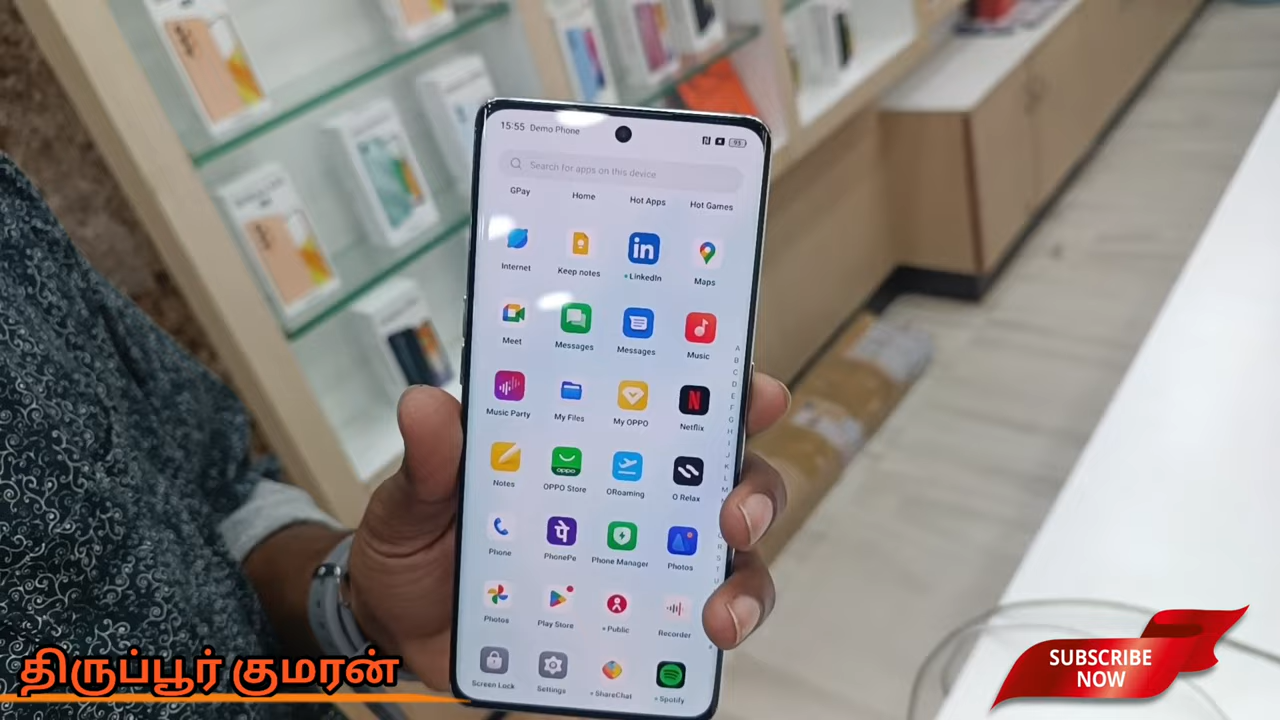 15:55 Demo Phone
93
Search for apps on this device
GPay Home Hot Apps Hot Games
Internet Keep notes LinkedIn Maps
Meet Messages Messages Music
Music Party My Files My OPPO Netflix
oppo
Notes OPPO Store ORoaming O Relax
Phone PhonePe Phone Manager Photos
Photos Play Store Public Recorder
Screen Lock Settings ShareChat Spotify
திருப்பூர் குமரன்
SUBSCRIBE
NOW